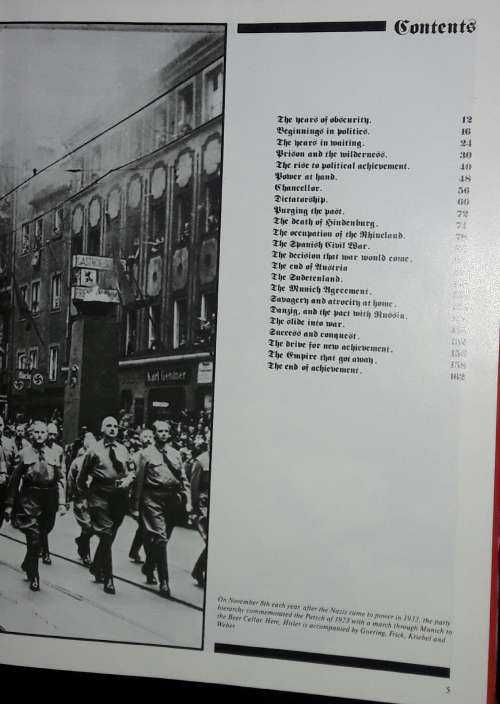 Contents
The years of obscurity. 12
Beginnings in politics. 16
The years in waiting. 24
Prison and the wilderness. 30
The rise to political achievement. 40
Power at hand. 48
Chancellor. 56
Dictatorship. 60
Purging the past. 72
The death of Hindenburg. 74
The occupation of the Rhineland. 78
The Spanish Civil War.
The decision that war would come.
The end of Austria
The Sudetenland.
The Munich Agreement.
Savagery and atrocity at home.
Danzig, and the pact with Russia.
The slide into war.
Success and conquest.
The drive for new achievement. 152
The Empire that got away. 156
The end of achievement. 158
162
Karl Gendner
On November 8th each year, after the Nazis came to power in 1933, the party
hierarchy commemorated the Putsch of 1923 with a march through Munich to
the Beer Cellar. Here, Hitler is accompanied by Goering, Frick, Kriebel and
Weber
5